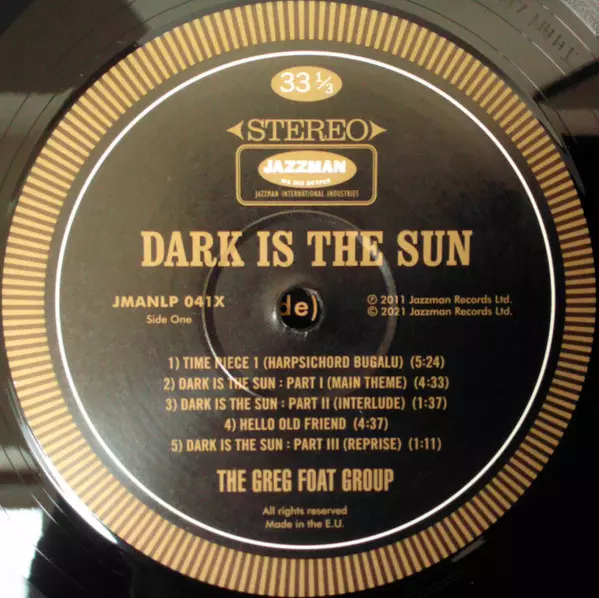 33 ⅓
STEREO
JAZZMAN
WE DIG DEEPER
JAZZMAN INTERNATIONAL INDUSTRIES
DARK IS THE SUN
JMANLP 041X
Side One
de)
℗ 2011 Jazzman Records Ltd.
© 2021 Jazzman Records Ltd.
1) TIME PIECE 1 (HARPSICHORD BUGALU) (5:24)
2) DARK IS THE SUN : PART I (MAIN THEME) (4:33)
3) DARK IS THE SUN : PART II (INTERLUDE) (1:37)
4) HELLO OLD FRIEND (4:37)
5) DARK IS THE SUN : PART III (REPRISE) (1:11)
THE GREG FOAT GROUP
All rights reserved
Made in the E.U.